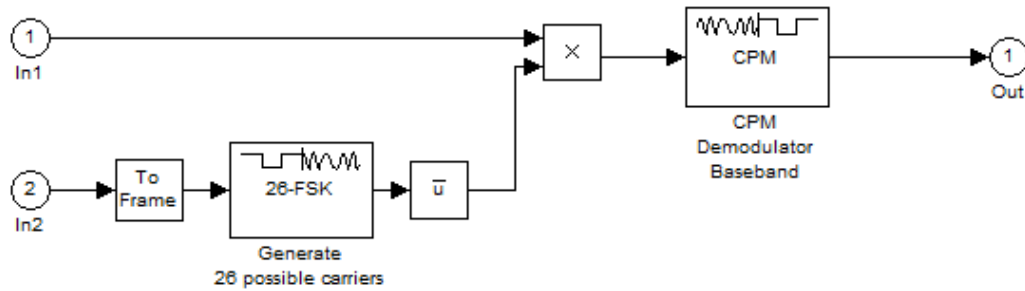 1
In1
×
CPM
CPM
Demodulator
Baseband
1
Out
2
In2
To
Frame
26-FSK
Generate
26 possible carriers
u